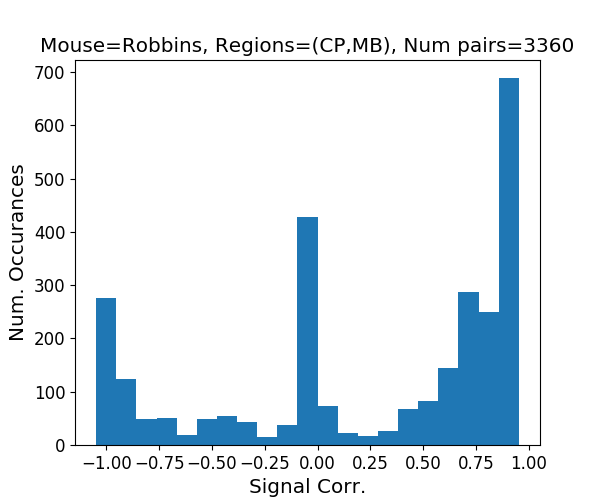 Mouse=Robbins, Regions=(CP,MB), Num pairs=3360
700
600
500
400
300
200
100
0
Num. Occurances
−1.00 −0.75 −0.50 −0.25 0.00 0.25 0.50 0.75 1.00
Signal Corr.